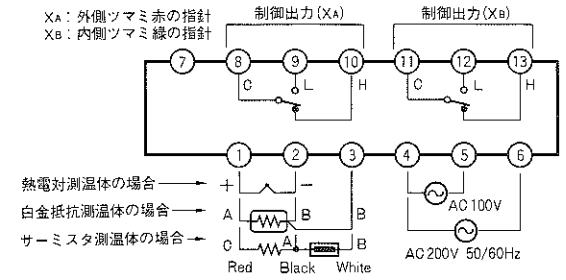 XA：外側ツマミ赤の指針
XB：内側ツマミ緑の指針
制御出力(XA)
制御出力(XB)
7 8 9 10 11 12 13
C L H C L H
1 2 3 4 5 6
熱電対測温体の場合
+ −
白金抵抗測温体の場合
A B B
サーミスタ測温体の場合
C A B
Red Black White
AC100V
AC200V 50/60Hz